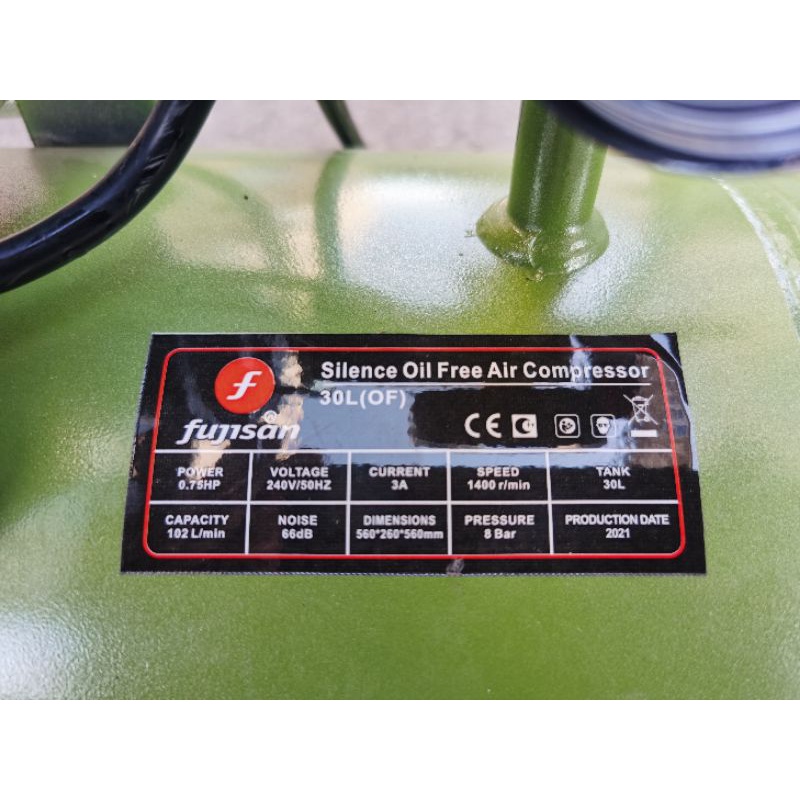 f
fujisan
Silence Oil Free Air Compressor
30L(OF)
CE
POWER
0.75HP
VOLTAGE
240V/50HZ
CURRENT
3A
SPEED
1400 r/min
TANK
30L
CAPACITY
102 L/min
NOISE
66dB
DIMENSIONS
560*260*560mm
PRESSURE
8 Bar
PRODUCTION DATE
2021